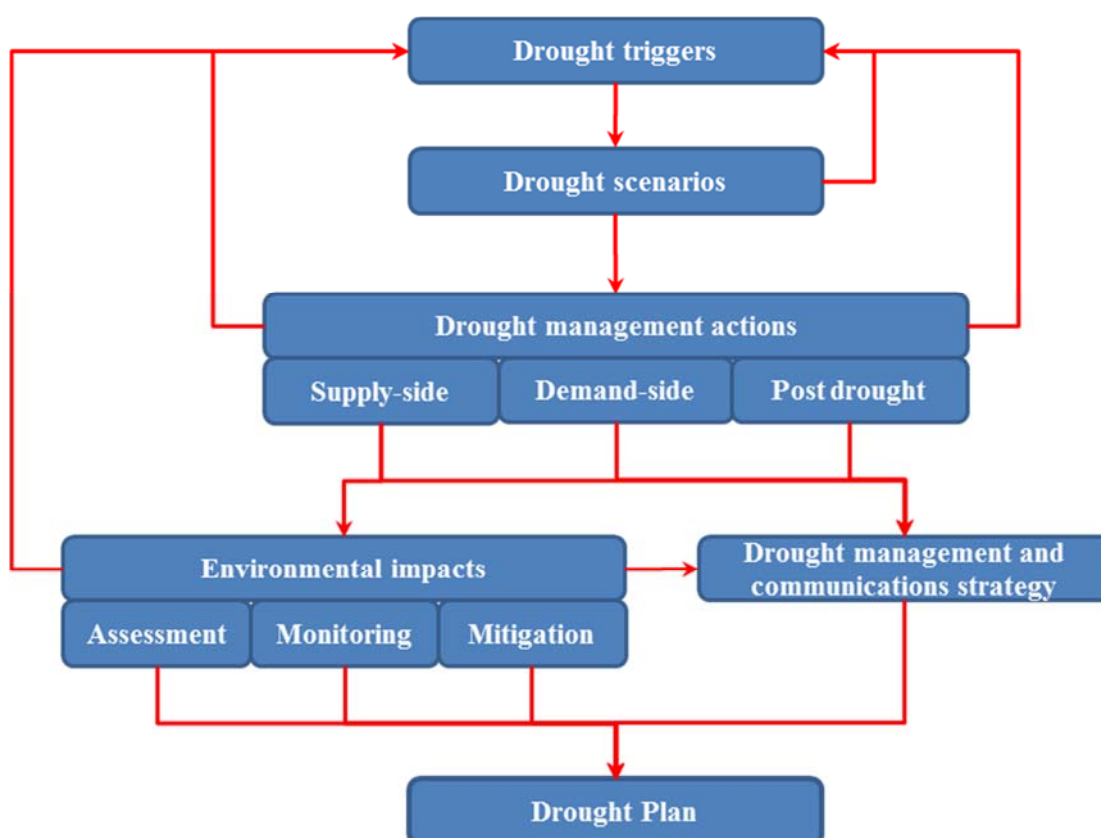 Drought triggers
Drought scenarios
Drought management actions
Supply-side
Demand-side
Post drought
Environmental impacts
Drought management and
communications strategy
Assessment
Monitoring
Mitigation
Drought Plan